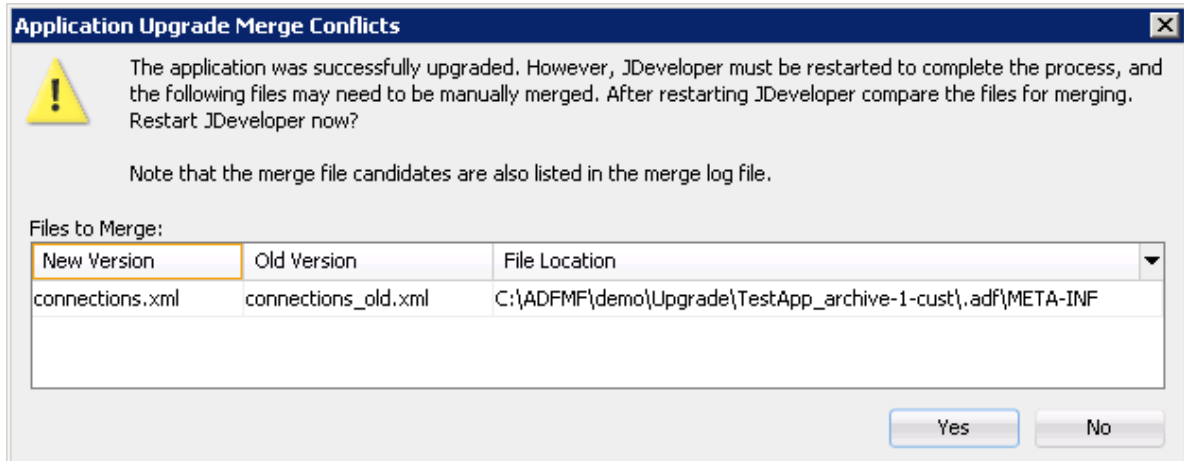 Application Upgrade Merge Conflicts
The application was successfully upgraded. However, JDeveloper must be restarted to complete the process, and
the following files may need to be manually merged. After restarting JDeveloper compare the files for merging.
Restart JDeveloper now?
Note that the merge file candidates are also listed in the merge log file.
Files to Merge:
New Version Old Version File Location
connections.xml connections_old.xml C:\ADFMF\demo\Upgrade\TestApp_archive-1-cust\.adf\META-INF
Yes No